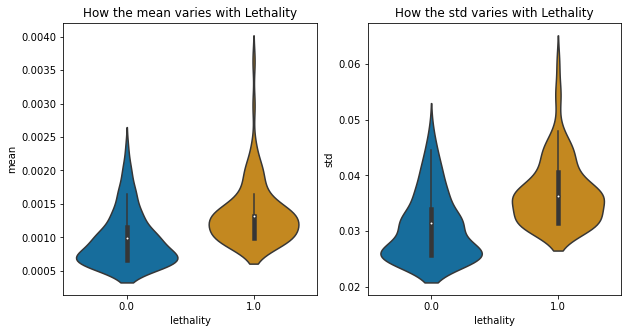 How the mean varies with Lethality
0.0040
0.0035
0.0030
0.0025
0.0020
0.0015
0.0010
0.0005
mean
0.0
1.0
lethality
How the std varies with Lethality
0.06
0.05
0.04
0.03
0.02
std
0.0
1.0
lethality